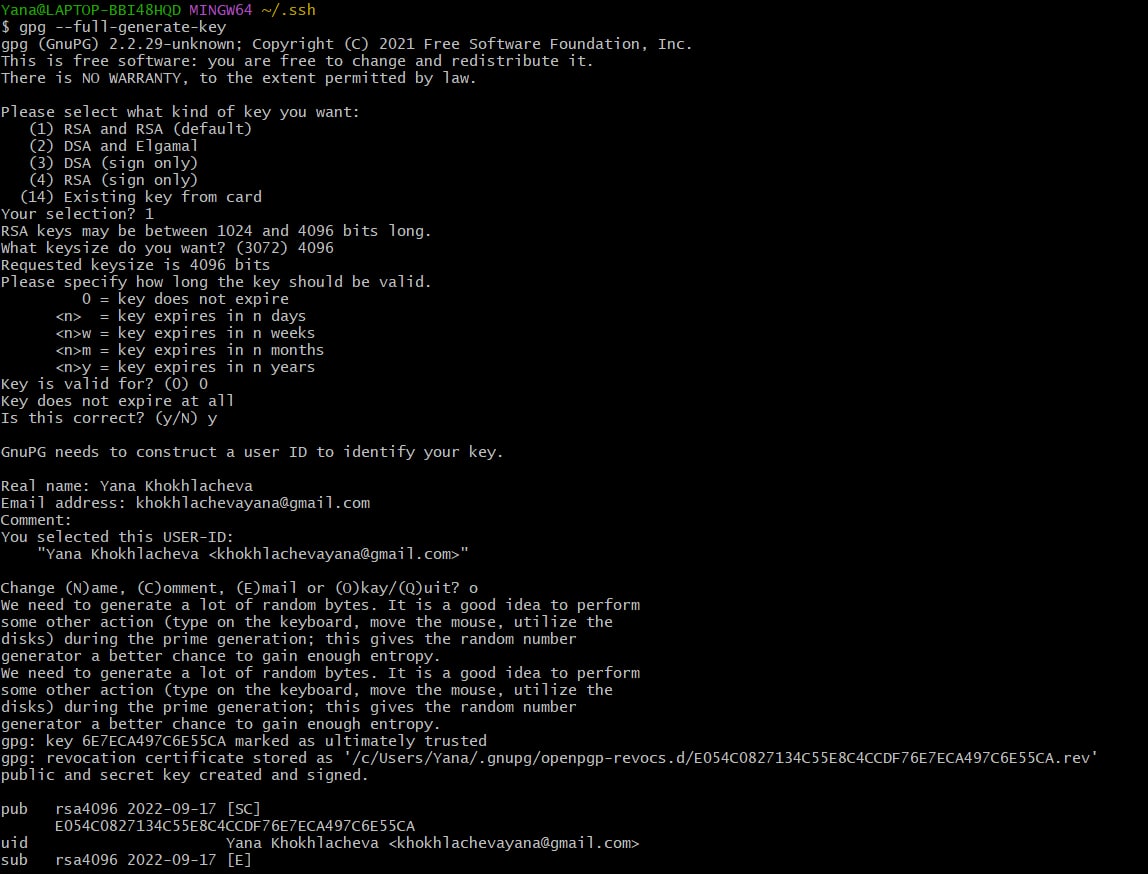 Yana@LAPTOP-BBI48HQD MINGW64 ~/.ssh
$ gpg --full-generate-key
gpg (GnuPG) 2.2.29-unknown; Copyright (C) 2021 Free Software Foundation, Inc.
This is free software: you are free to change and redistribute it.
There is NO WARRANTY, to the extent permitted by law.

Please select what kind of key you want:
   (1) RSA and RSA (default)
   (2) DSA and Elgamal
   (3) DSA (sign only)
   (4) RSA (sign only)
  (14) Existing key from card
Your selection? 1
RSA keys may be between 1024 and 4096 bits long.
What keysize do you want? (3072) 4096
Requested keysize is 4096 bits
Please specify how long the key should be valid.
         0 = key does not expire
      <n>  = key expires in n days
      <n>w = key expires in n weeks
      <n>m = key expires in n months
      <n>y = key expires in n years
Key is valid for? (0) 0
Key does not expire at all
Is this correct? (y/N) y

GnuPG needs to construct a user ID to identify your key.

Real name: Yana Khokhlacheva
Email address: khokhlachevayana@gmail.com
Comment:
You selected this USER-ID:
    "Yana Khokhlacheva <khokhlachevayana@gmail.com>"

Change (N)ame, (C)omment, (E)mail or (O)kay/(Q)uit? o
We need to generate a lot of random bytes. It is a good idea to perform
some other action (type on the keyboard, move the mouse, utilize the
disks) during the prime generation; this gives the random number
generator a better chance to gain enough entropy.
We need to generate a lot of random bytes. It is a good idea to perform
some other action (type on the keyboard, move the mouse, utilize the
disks) during the prime generation; this gives the random number
generator a better chance to gain enough entropy.
gpg: key 6E7ECA497C6E55CA marked as ultimately trusted
gpg: revocation certificate stored as '/c/Users/Yana/.gnupg/openpgp-revocs.d/E054C0827134C55E8C4CCDF76E7ECA497C6E55CA.rev'
public and secret key created and signed.

pub   rsa4096 2022-09-17 [SC]
      E054C0827134C55E8C4CCDF76E7ECA497C6E55CA
uid                      Yana Khokhlacheva <khokhlachevayana@gmail.com>
sub   rsa4096 2022-09-17 [E]